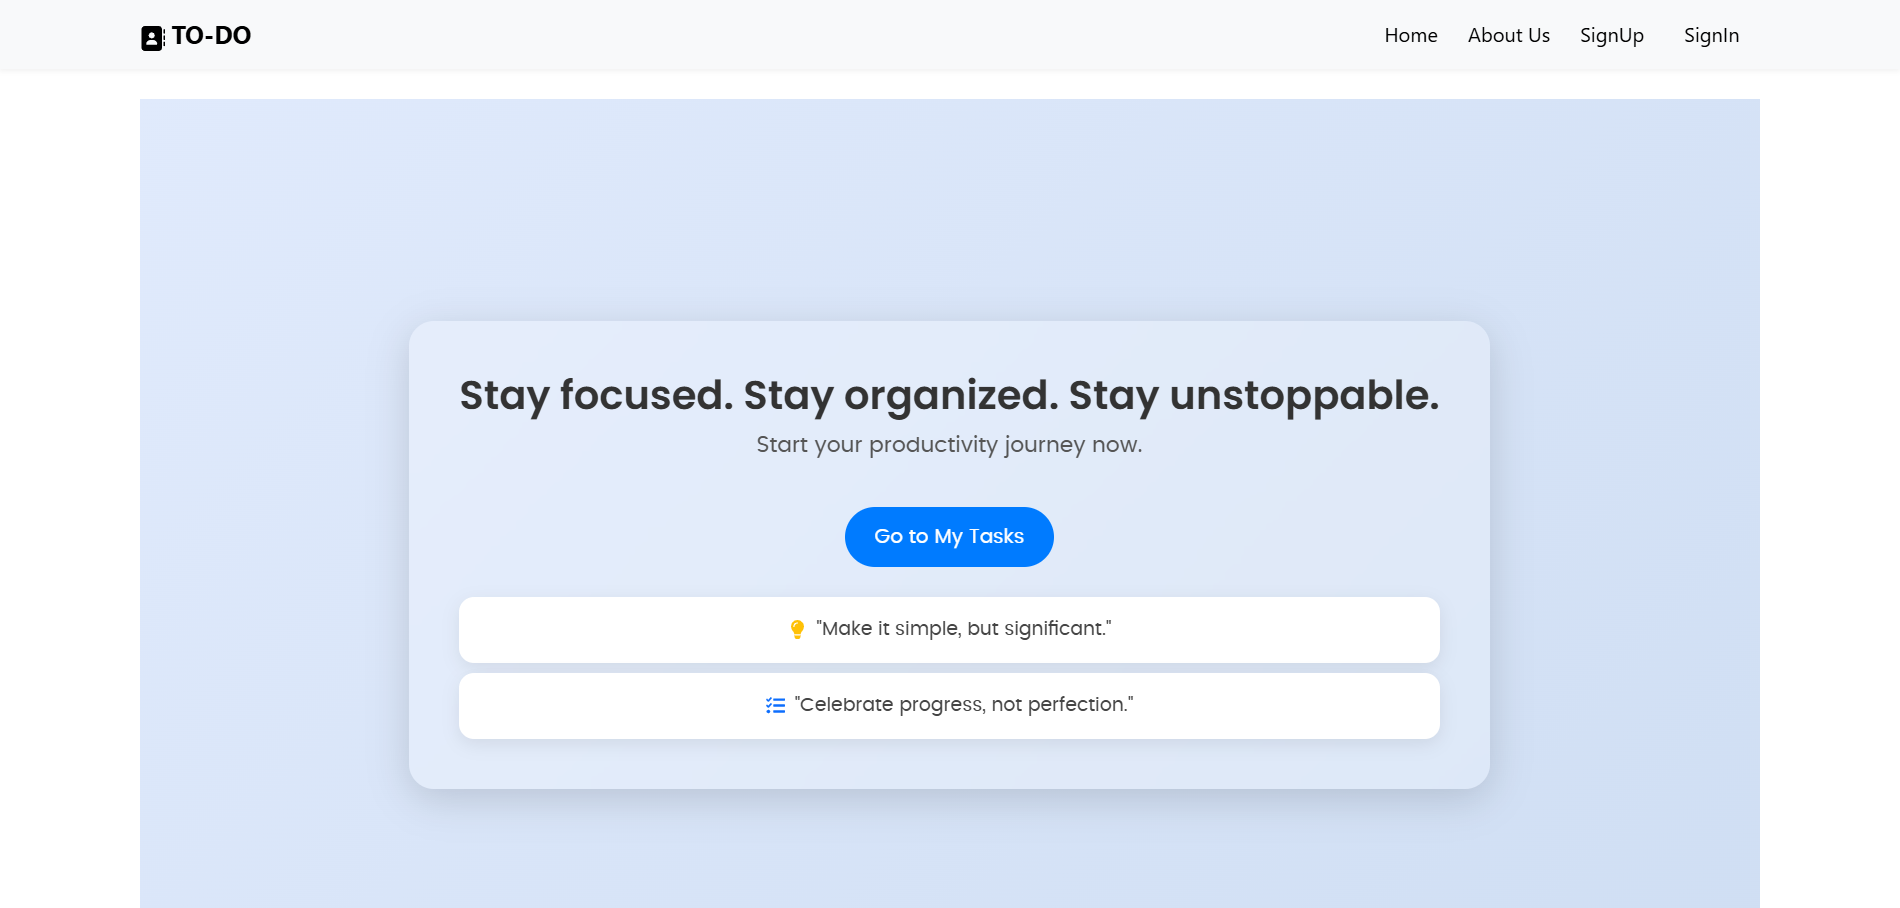 TO-DO
Home About Us SignUp SignIn
Stay focused. Stay organized. Stay unstoppable.
Start your productivity journey now.
Go to My Tasks
"Make it simple, but significant."
"Celebrate progress, not perfection."